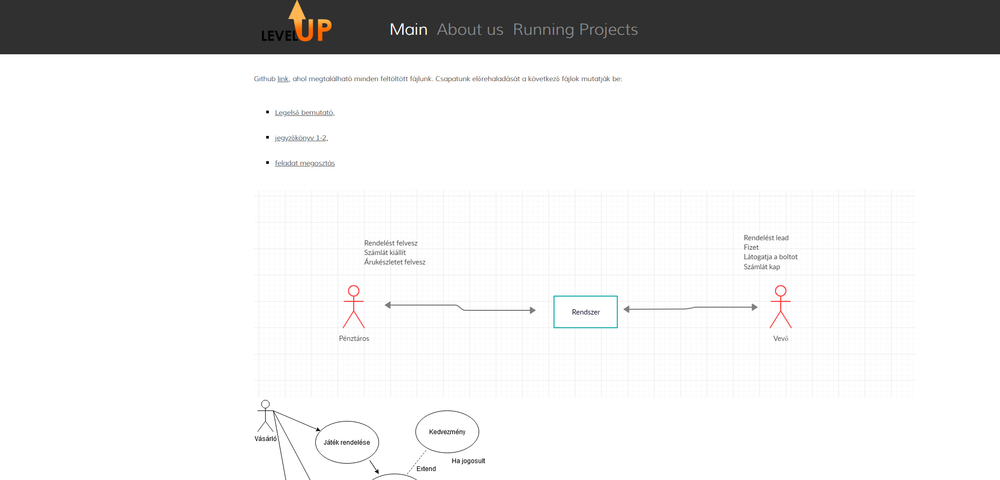 LEVEL UP
Main About us Running Projects
Github link, ahol megtalálható minden feltöltött fájlunk. Csapatunk előrehaladását a következő fájlok mutatják be:
Legelső bemutató,
jegyzőkönyv 1-2,
feladat megosztás
Rendelést felvesz
Számlát kiállít
Árukészletet felvesz
Rendelést lead
Fizet
Látogatja a boltot
Számlát kap
Rendszer
Pénztáros
Vevő
Vásárló
Játék rendelése
Kedvezmény
Ha jogosult
Extend